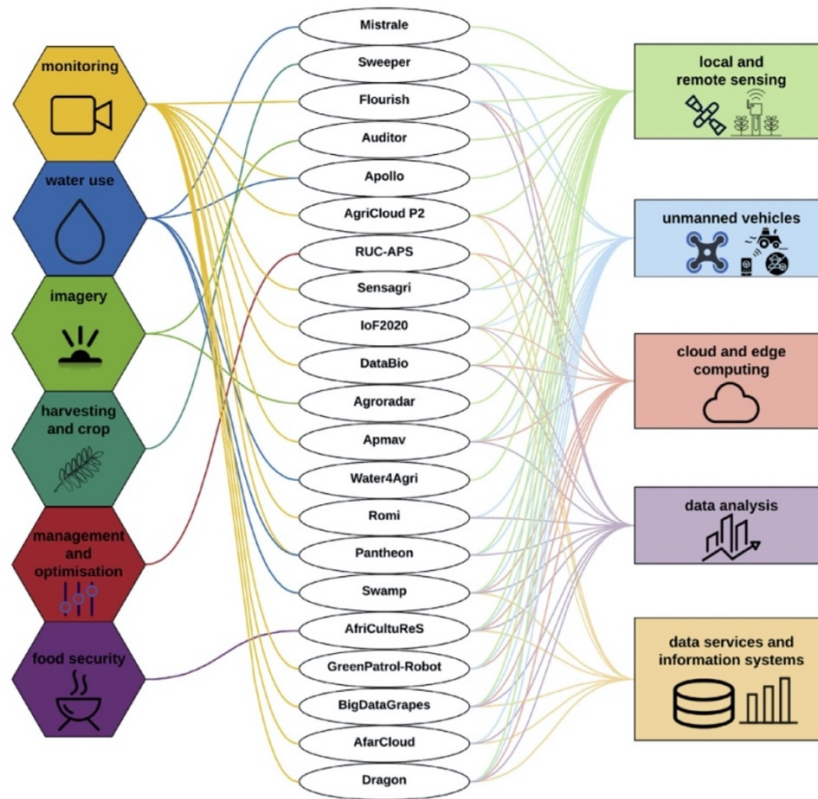 monitoring
water use
imagery
harvesting
and crop
management
and
optimisation
food security
Mistrale
Sweeper
Flourish
Auditor
Apollo
AgriCloud P2
RUC-APS
Sensagri
IoF2020
DataBio
Agroradar
Apmav
Water4Agri
Romi
Pantheon
Swamp
AfriCultuReS
GreenPatrol-Robot
BigDataGrapes
AfarCloud
Dragon
local and
remote sensing
unmanned vehicles
cloud and edge
computing
data analysis
data services and
information systems